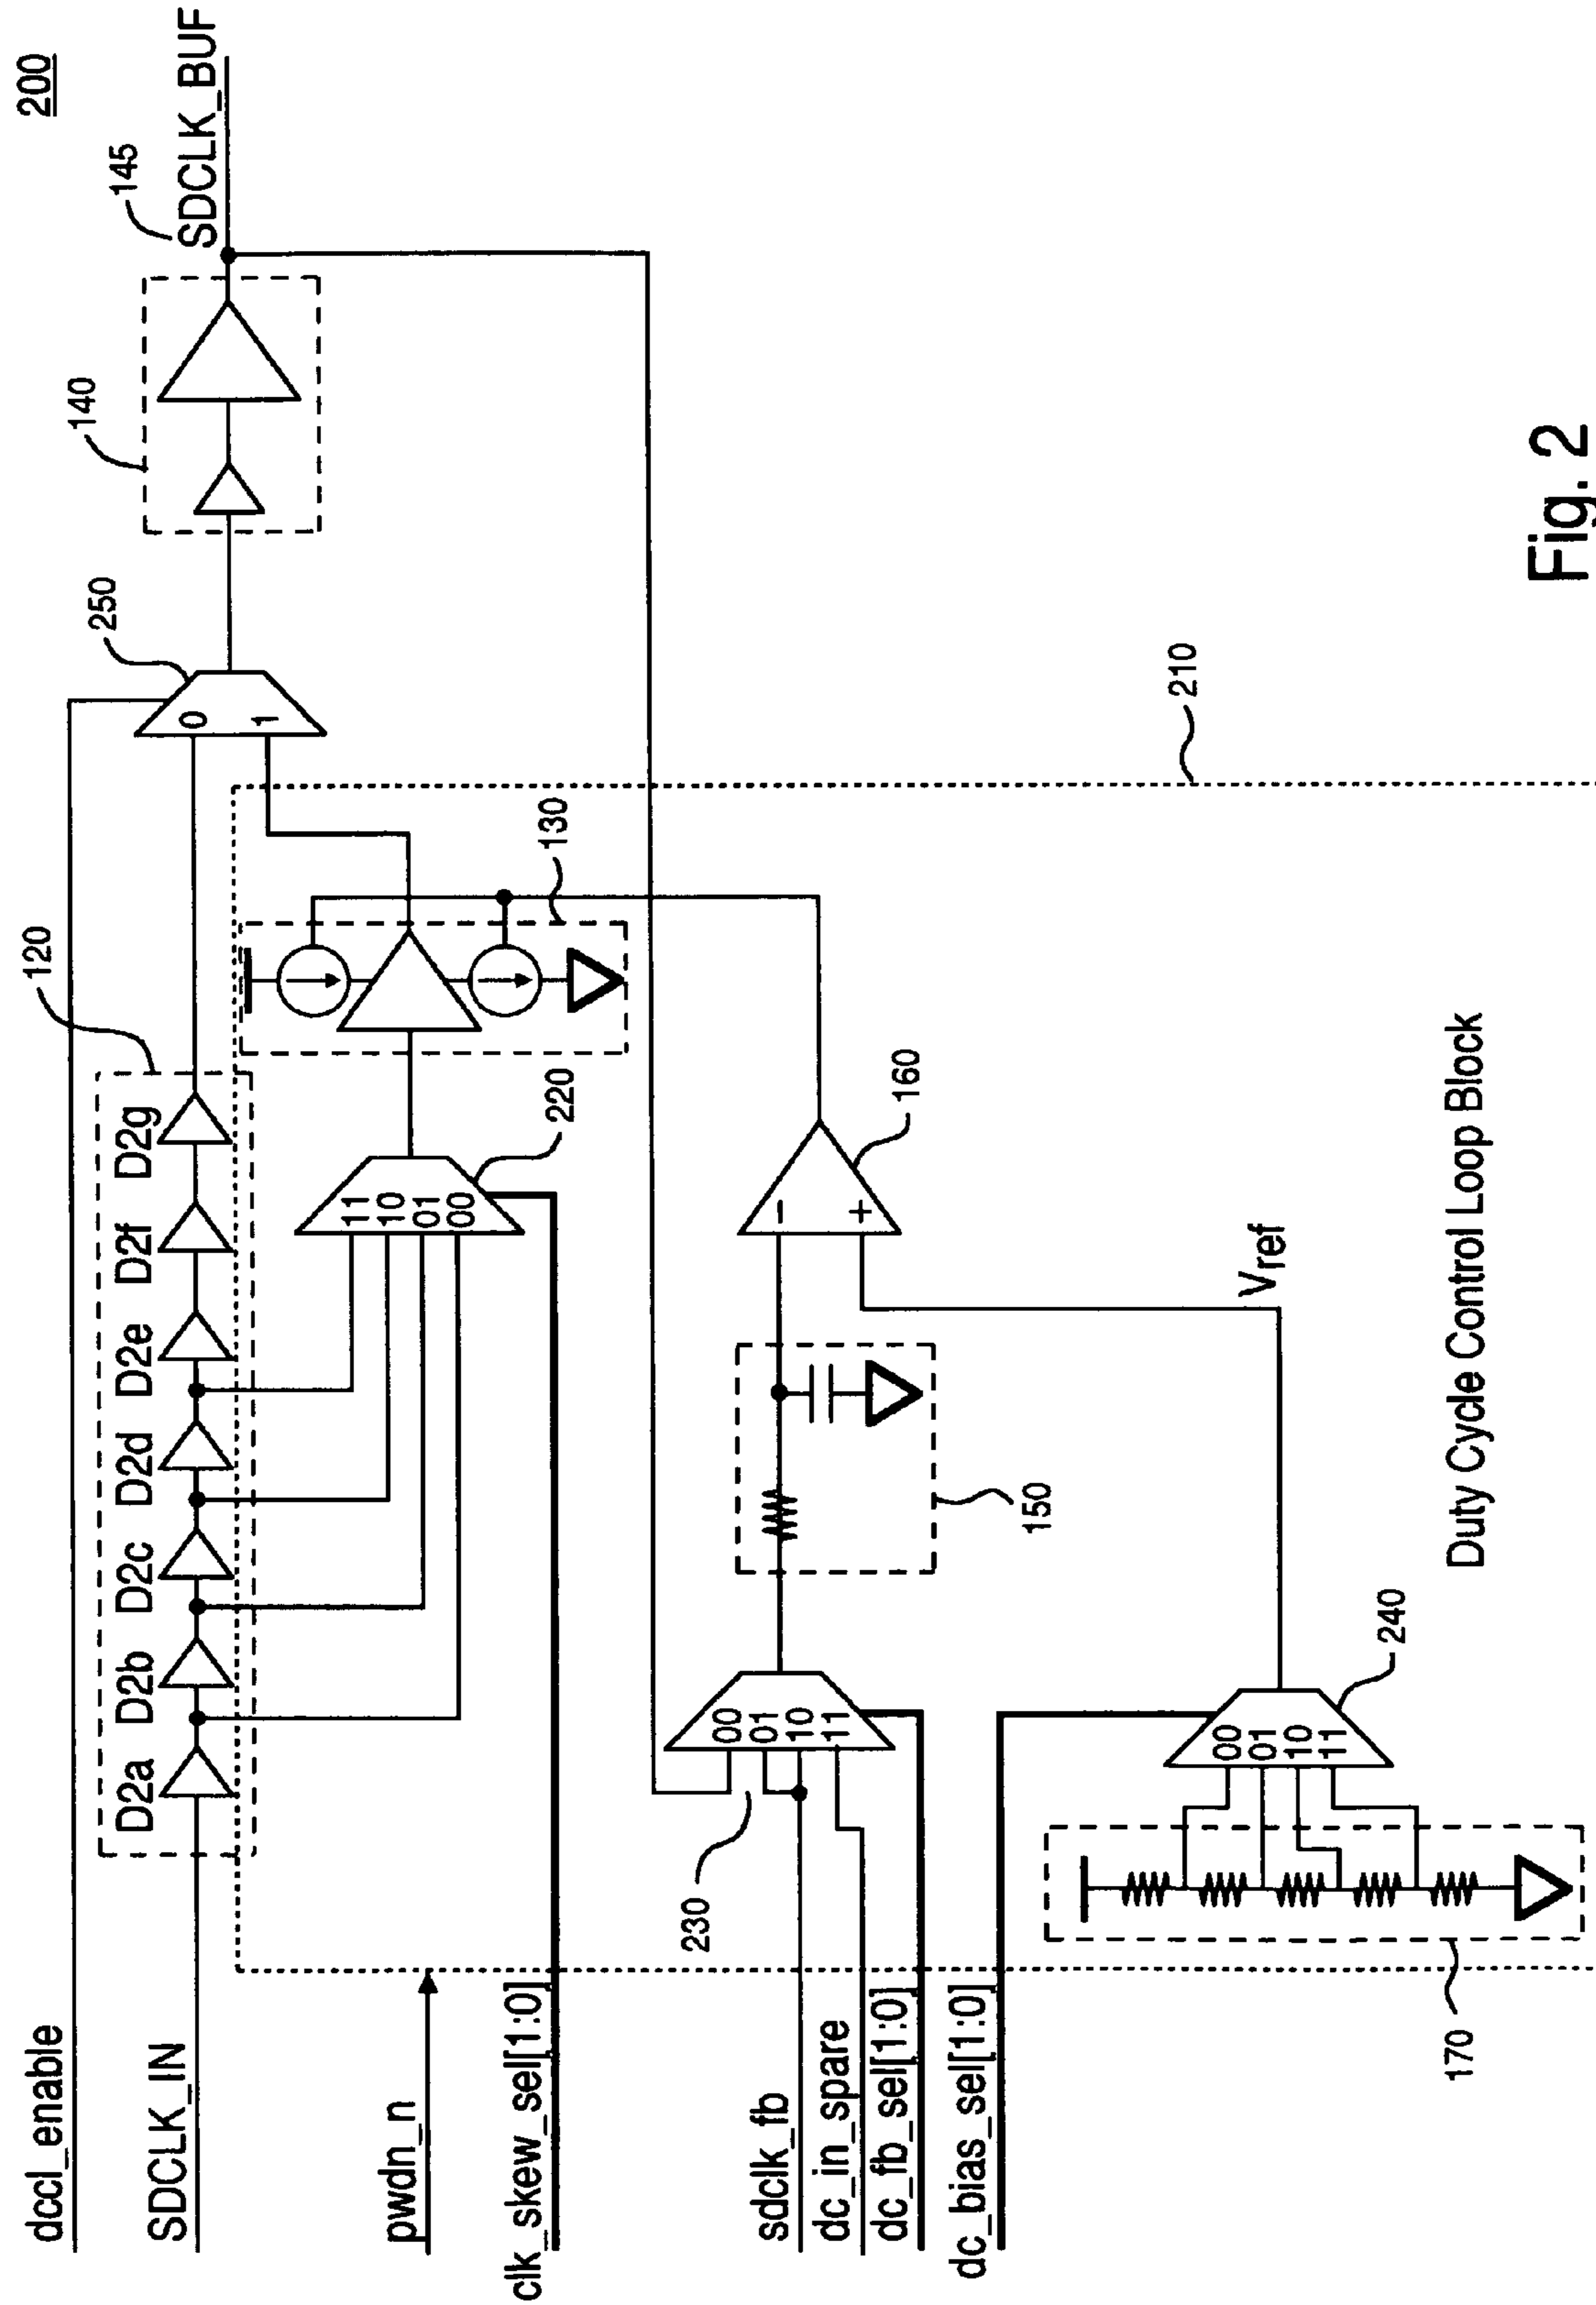 200
dccl_enable
SDCLK_IN
pwdn_n
clk_skew_sel[1:0]
sdclk_fb
dc_in_spare
dc_fb_sel[1:0]
dc_bias_sel[1:0]
120
D2a
D2b
D2c
D2d
D2e
D2f
D2g
250
0
1
140
145
SDCLK_BUF
130
11
10
01
00
220
230
00
01
10
11
150
-
+
160
Vref
170
00
01
10
11
240
210
Duty Cycle Control Loop Block
Fig. 2